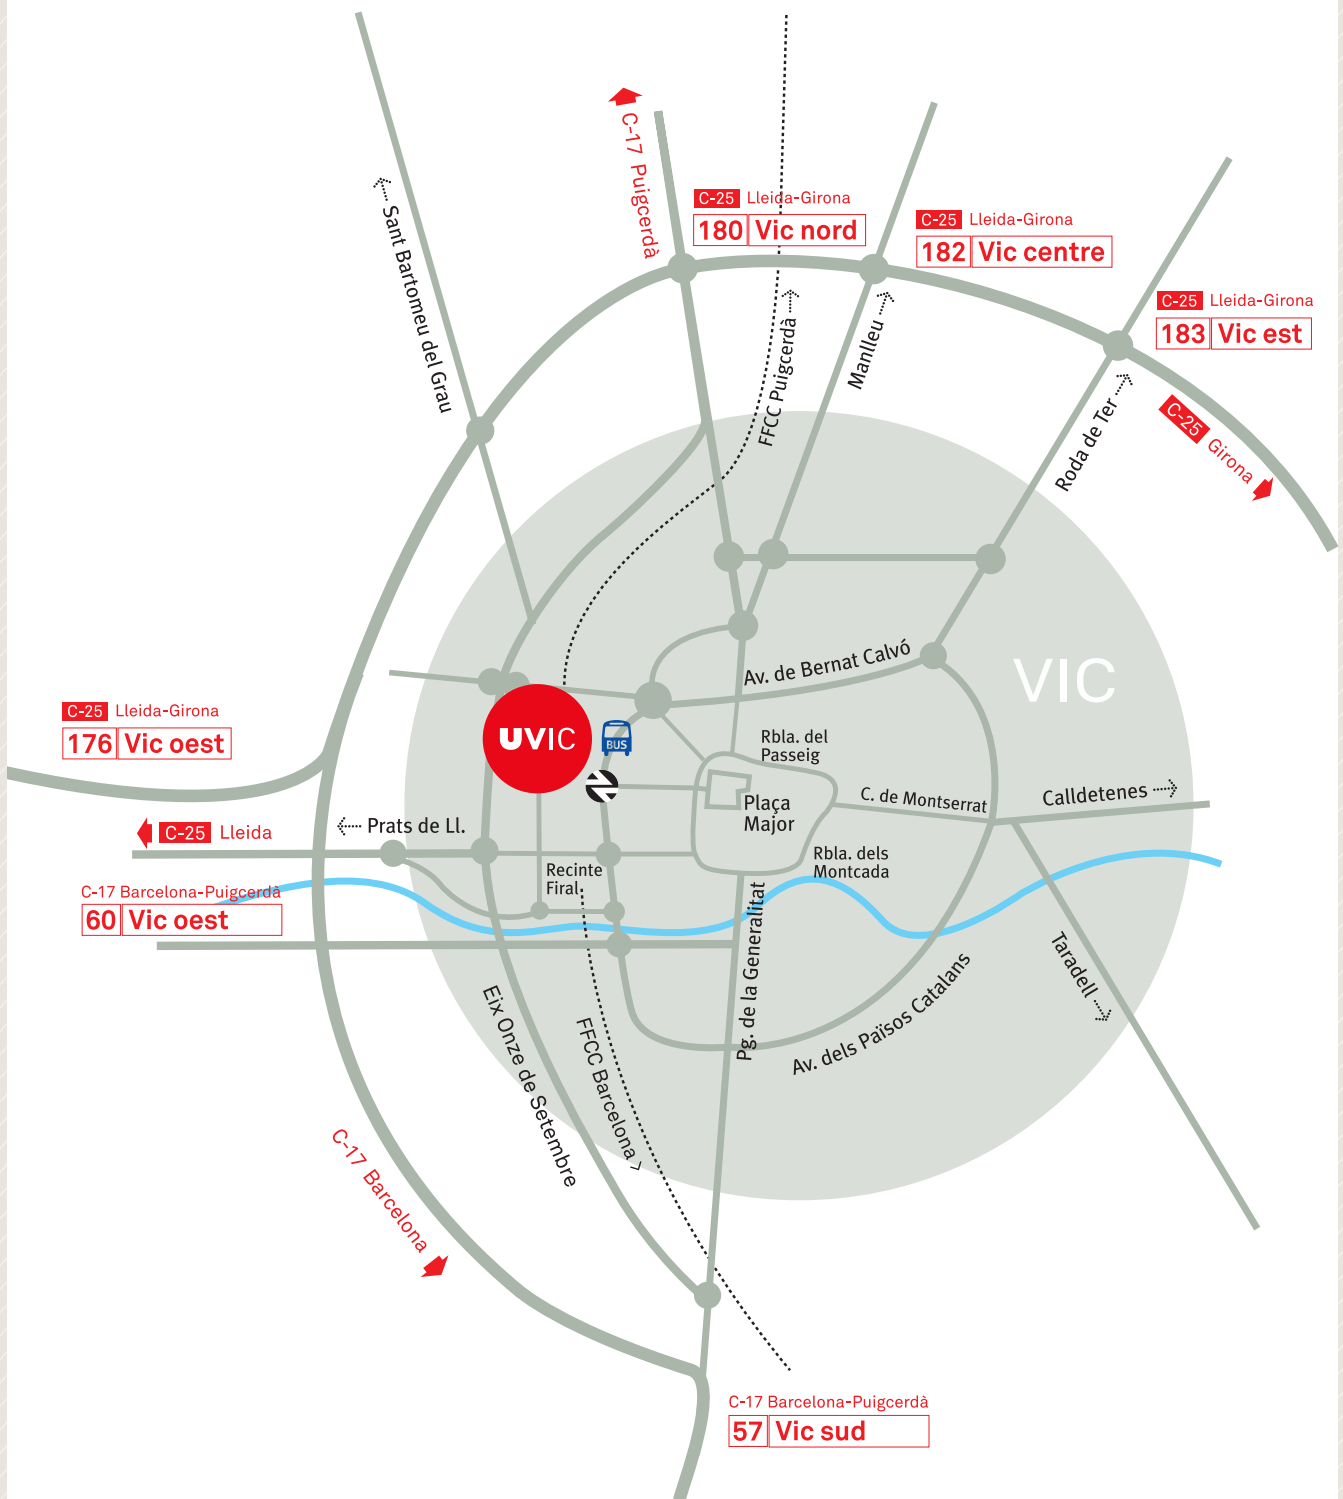 C-17 Puigcerdà
C-25 Lleida-Girona
180 Vic nord
C-25 Lleida-Girona
182 Vic centre
C-25 Lleida-Girona
183 Vic est
Sant Bartomeu del Grau
FFCC Puigcerdà
Manlleu
Roda de Ter
C-25 Girona
VIC
Av. de Bernat Calvó
C-25 Lleida-Girona
176 Vic oest
UVIC
BUS
Rbla. del
Passeig
Plaça
Major
C. de Montserrat
Calldetenes
C-25 Lleida
Prats de Ll.
Rbla. dels
Montcada
Recinte
Firal
C-17 Barcelona-Puigcerdà
60 Vic oest
Pg. de la Generalitat
Taradell
Av. dels Països Catalans
Eix Onze de Setembre
FFCC Barcelona
C-17 Barcelona
C-17 Barcelona-Puigcerdà
57 Vic sud